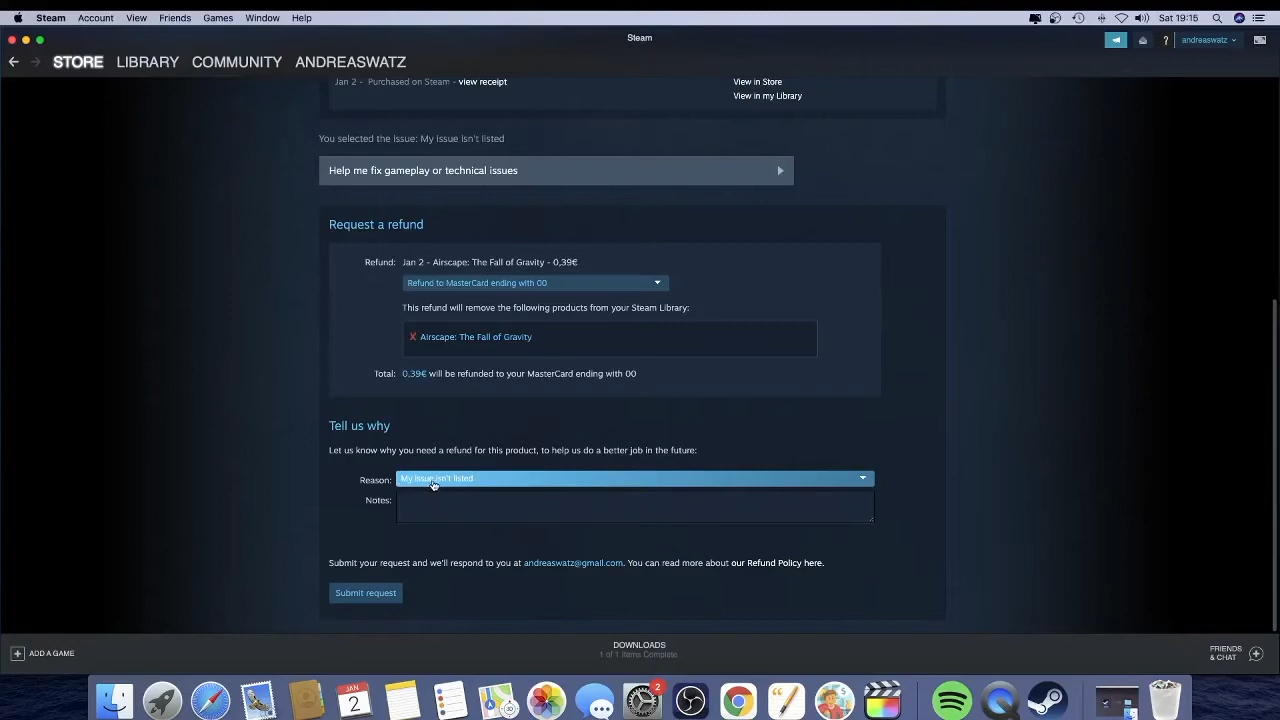 Steam Account View Friends Games Window Help Sat 19:15
Steam
? andreaswatz
STORE LIBRARY COMMUNITY ANDREASWATZ
Jan 2 - Purchased on Steam - view receipt View in Store
View in my Library
You selected the issue: My issue isn't listed
Help me fix gameplay or technical issues
Request a refund
Refund: Jan 2 - Airscape: The Fall of Gravity - 0,39€
Refund to MasterCard ending with 00
This refund will remove the following products from your Steam Library:
X Airscape: The Fall of Gravity
Total: 0,39€ will be refunded to your MasterCard ending with 00
Tell us why
Let us know why you need a refund for this product, to help us do a better job in the future:
Reason: My issue isn't listed
Notes:
Submit your request and we'll respond to you at andreaswatz@gmail.com. You can read more about our Refund Policy here.
Submit request
DOWNLOADS
1 of 1 Items Complete
+ ADD A GAME
FRIENDS
& CHAT
JAN
2
2